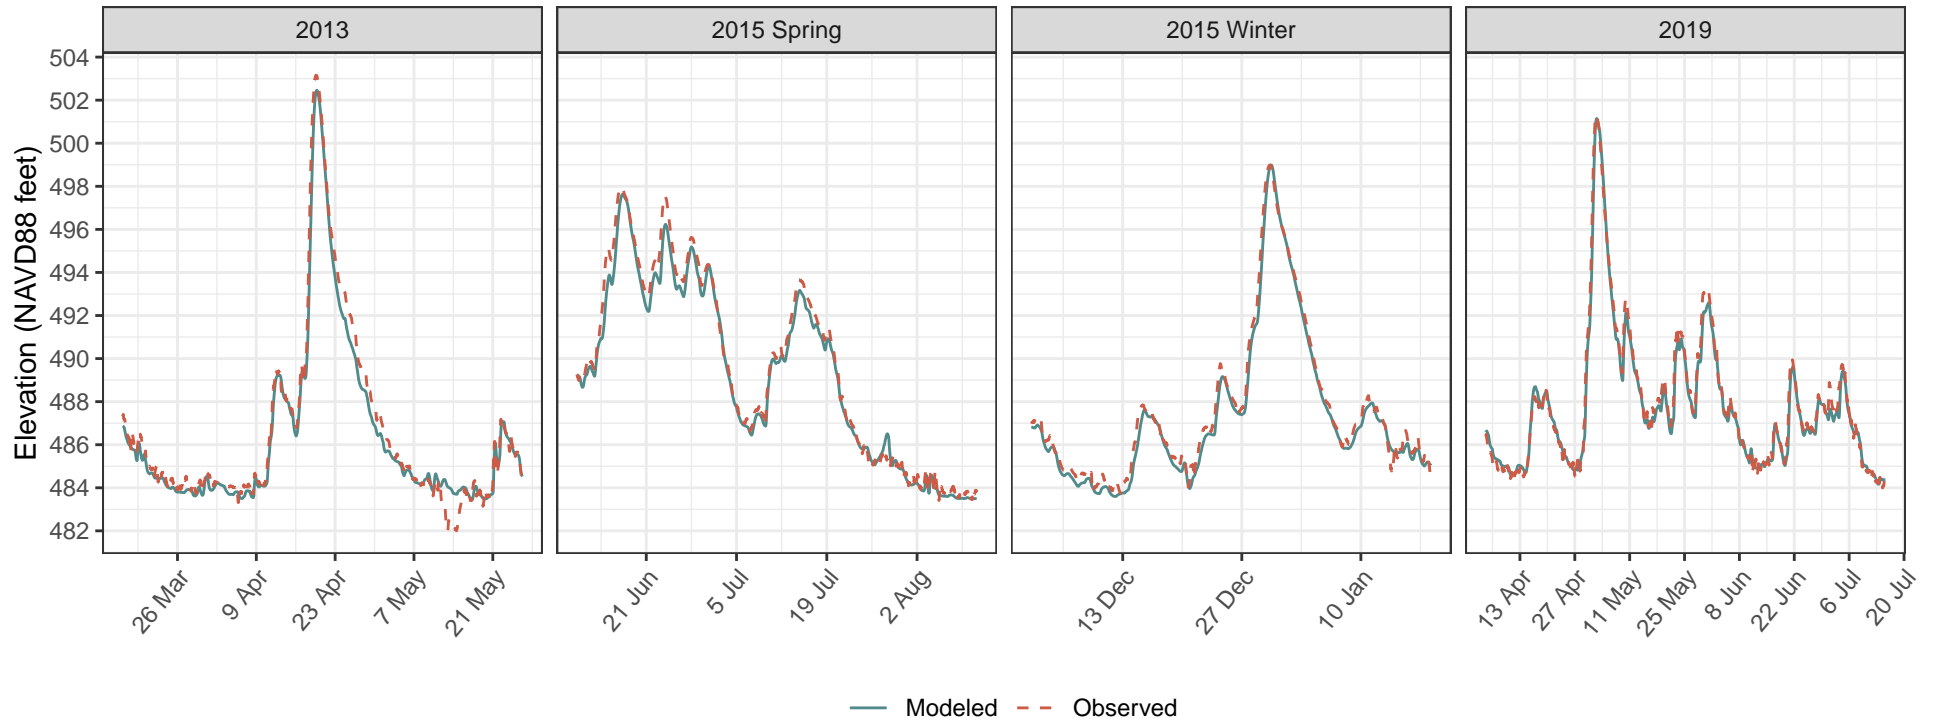 2013
2015 Spring
2015 Winter
2019
Elevation (NAVD88 feet)
504
502
500
498
496
494
492
490
488
486
484
482
26 Mar
9 Apr
23 Apr
7 May
21 May
21 Jun
5 Jul
19 Jul
2 Aug
13 Dec
27 Dec
10 Jan
13 Apr
27 Apr
11 May
25 May
8 Jun
22 Jun
6 Jul
20 Jul
Modeled
Observed